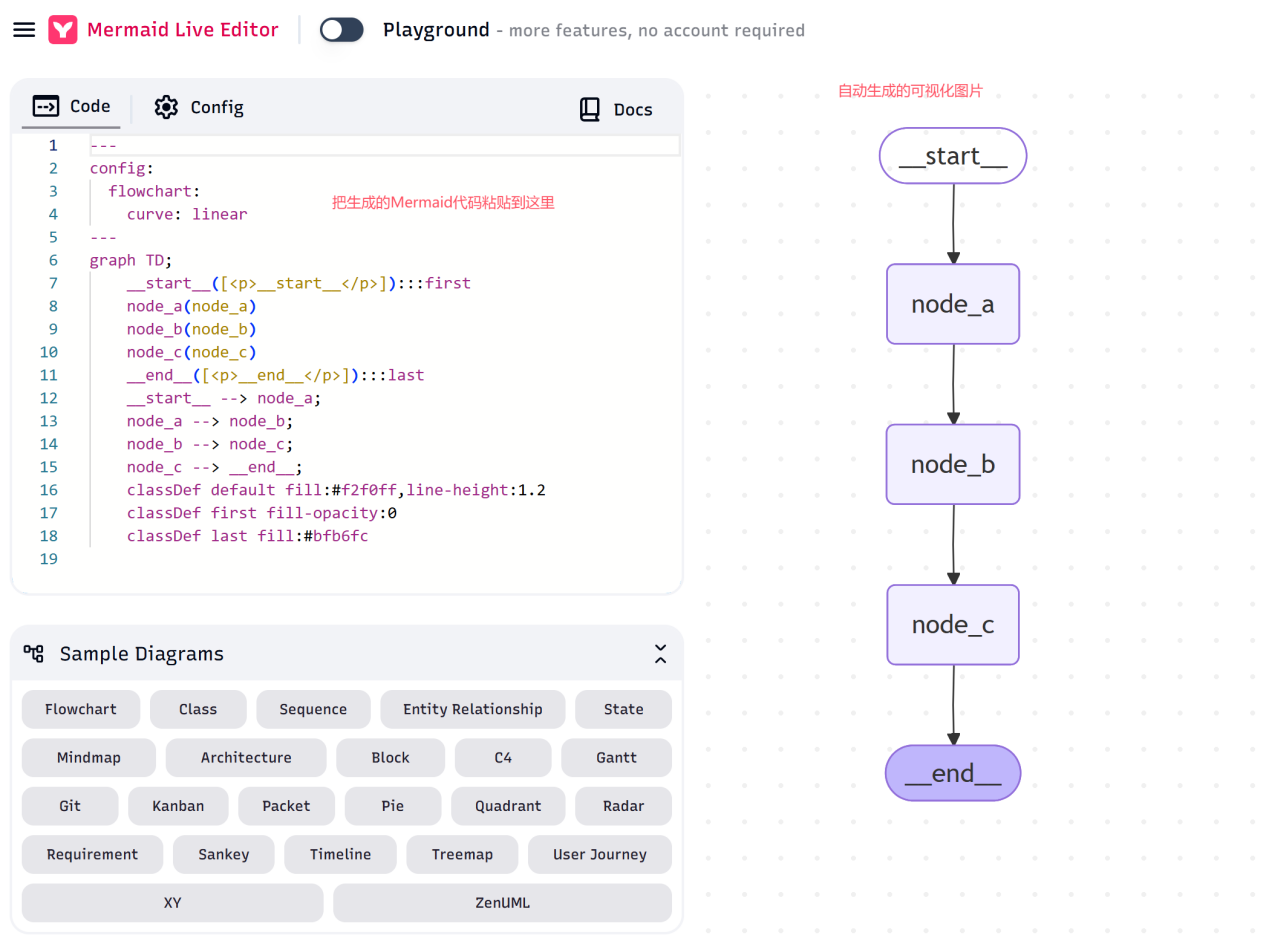 Mermaid Live Editor
Playground - more features, no account required
Code
Config
Docs
1 ---
2 config:
3 flowchart:
4 curve: linear
5 ---
6 graph TD;
7 __start__([<p>__start__</p>]):::first
8 node_a(node_a)
9 node_b(node_b)
10 node_c(node_c)
11 __end__([<p>__end__</p>]):::last
12 __start__ --> node_a;
13 node_a --> node_b;
14 node_b --> node_c;
15 node_c --> __end__;
16 classDef default fill:#f2f0ff,line-height:1.2
17 classDef first fill-opacity:0
18 classDef last fill:#bfb6fc
19
把生成的Mermaid代码粘贴到这里
Sample Diagrams
Flowchart Class Sequence Entity Relationship State
Mindmap Architecture Block C4 Gantt
Git Kanban Packet Pie Quadrant Radar
Requirement Sankey Timeline Treemap User Journey
XY ZenUML
自动生成的可视化图片
__start__
node_a
node_b
node_c
__end__